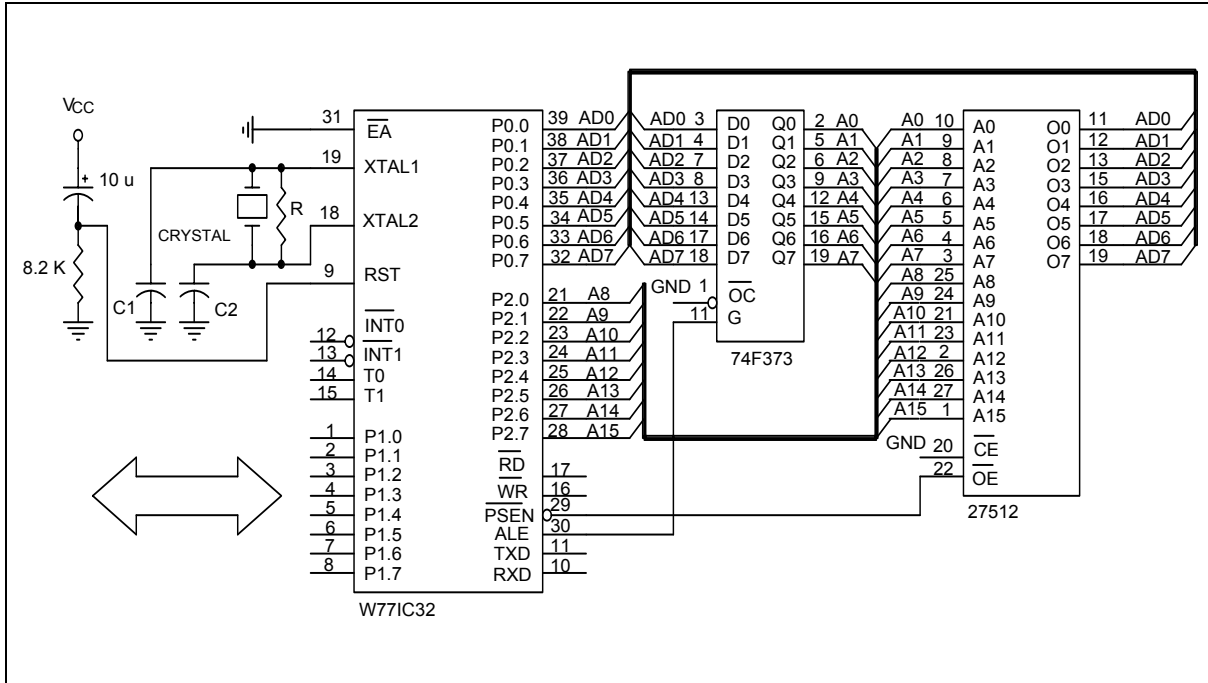 VCC
+
10 u
8.2 K
C1
C2
CRYSTAL
R
31 EA
19 XTAL1
18 XTAL2
9 RST
12 INT0
13 INT1
14 T0
15 T1
1 P1.0
2 P1.1
3 P1.2
4 P1.3
5 P1.4
6 P1.5
7 P1.6
8 P1.7
P0.0 39 AD0
P0.1 38 AD1
P0.2 37 AD2
P0.3 36 AD3
P0.4 35 AD4
P0.5 34 AD5
P0.6 33 AD6
P0.7 32 AD7
P2.0 21 A8
P2.1 22 A9
P2.2 23 A10
P2.3 24 A11
P2.4 25 A12
P2.5 26 A13
P2.6 27 A14
P2.7 28 A15
RD 17
WR 16
PSEN 29
ALE 30
TXD 11
RXD 10
W77IC32
AD0 3 D0 Q0 2 A0
AD1 4 D1 Q1 5 A1
AD2 7 D2 Q2 6 A2
AD3 8 D3 Q3 9 A3
AD4 13 D4 Q4 12 A4
AD5 14 D5 Q5 15 A5
AD6 17 D6 Q6 16 A6
AD7 18 D7 Q7 19 A7
GND 1 OC
11 G
74F373
A0 10 A0 O0 11 AD0
A1 9 A1 O1 12 AD1
A2 8 A2 O2 13 AD2
A3 7 A3 O3 15 AD3
A4 6 A4 O4 16 AD4
A5 5 A5 O5 17 AD5
A6 4 A6 O6 18 AD6
A7 3 A7 O7 19 AD7
A8 25 A8
A9 24 A9
A10 21 A10
A11 23 A11
A12 2 A12
A13 26 A13
A14 27 A14
A15 1 A15
GND 20 CE
22 OE
27512